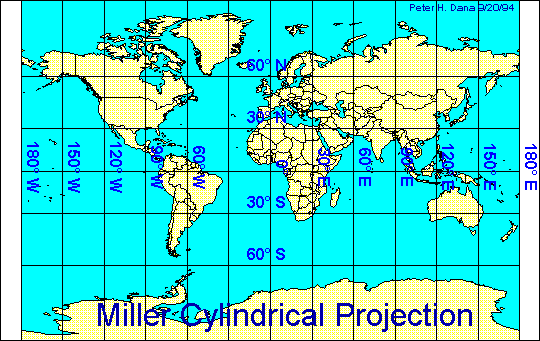 Peter H. Dana 9/20/94
60° N
30° N
180° W
150° W
120° W
90° W
60° W
0°
30° E
60° E
90° E
120° E
150° E
180° E
30° S
60° S
Miller Cylindrical Projection